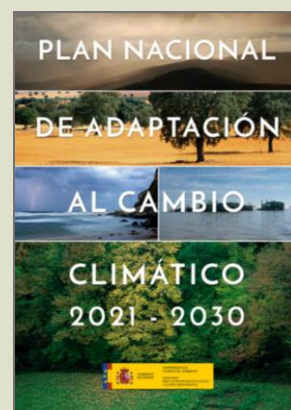 PLAN NACIONAL
DE ADAPTACIÓN
AL CAMBIO
CLIMÁTICO
2021 - 2030